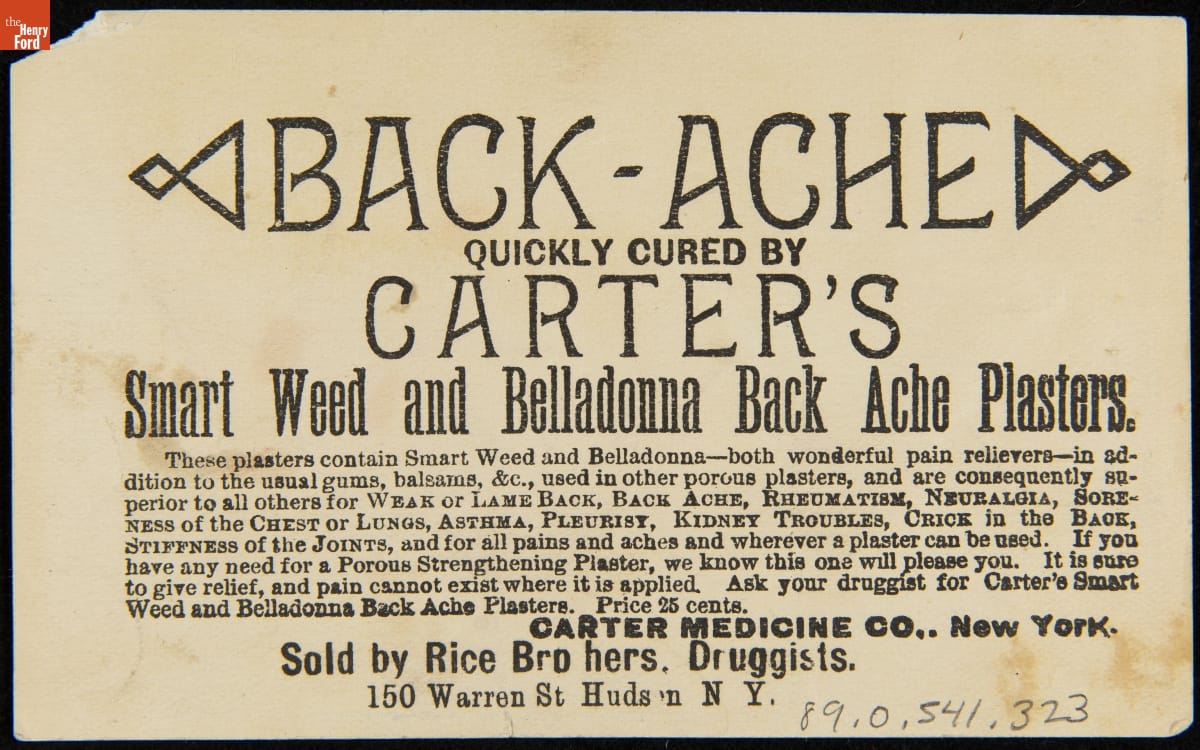 the
Henry
Ford
BACK-ACHE
QUICKLY CURED BY
CARTER'S
Smart Weed and Belladonna Back Ache Plasters.
These plasters contain Smart Weed and Belladonna—both wonderful pain relievers—in ad-
dition to the usual gums, balsams, &c., used in other porous plasters, and are consequently su-
perior to all others for WEAK or LAME BACK, BACK ACHE, RHEUMATISM, NEURALGIA, SORE-
NESS of the CHEST or LUNGS, ASTHMA, PLEURISY, KIDNEY TROUBLES, CRICK in the BACK,
STIFFNESS of the JOINTS, and for all pains and aches and wherever a plaster can be used. If you
have any need for a Porous Strengthening Plaster, we know this one will please you. It is sure
to give relief, and pain cannot exist where it is applied. Ask your druggist for Carter's Smart
Weed and Belladonna Back Ache Plasters. Price 25 cents.
CARTER MEDICINE CO., New York.
Sold by Rice Bro hers, Druggists.
150 Warren St Hudson N Y.
89.0.541.323